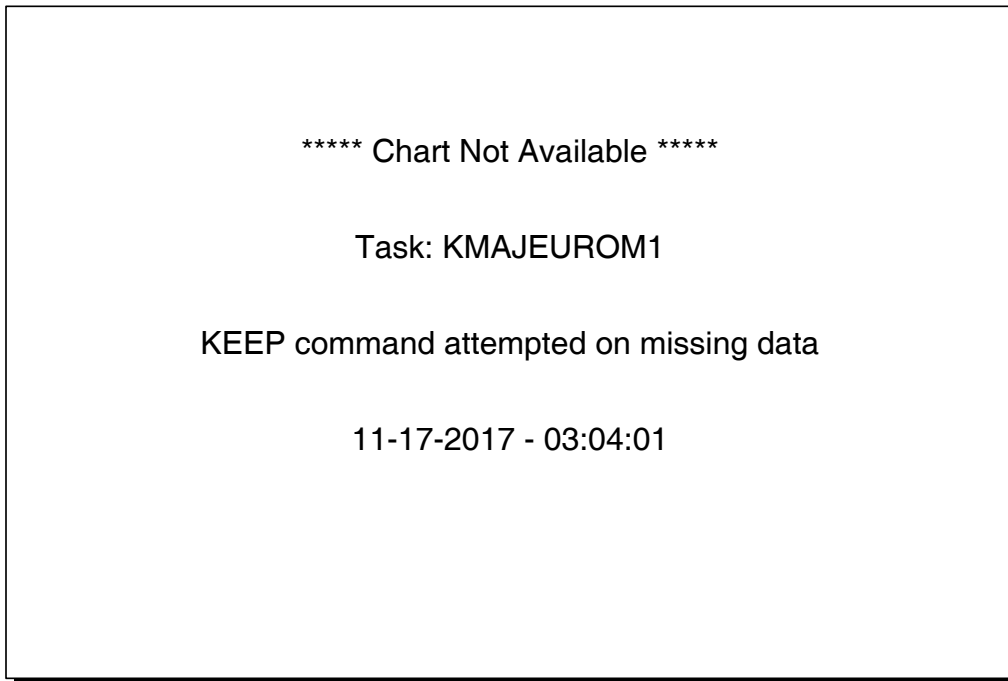 ***** Chart Not Available *****
Task: KMAJEUROM1
KEEP command attempted on missing data
11-17-2017 - 03:04:01